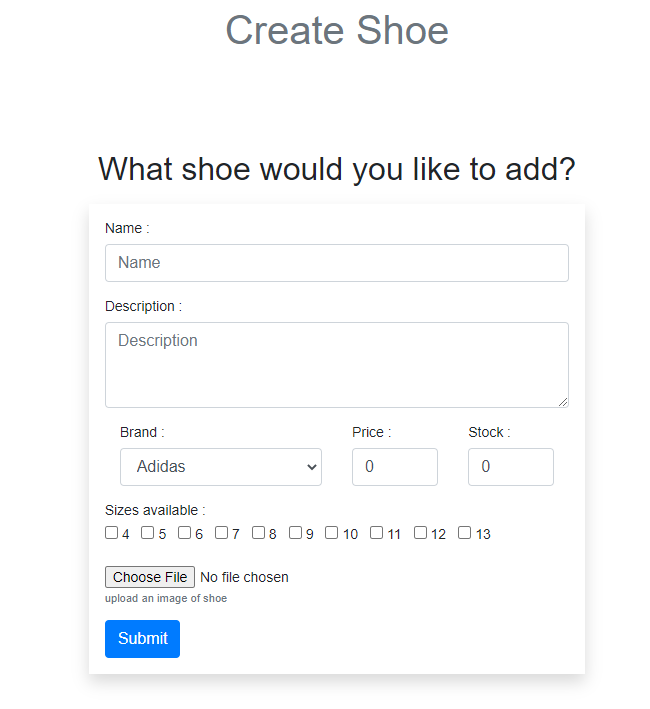 Create Shoe
What shoe would you like to add?
Name :
Name
Description :
Description
Brand : Price : Stock :
Adidas 0 0
Sizes available :
4 5 6 7 8 9 10 11 12 13
Choose File No file chosen
upload an image of shoe
Submit